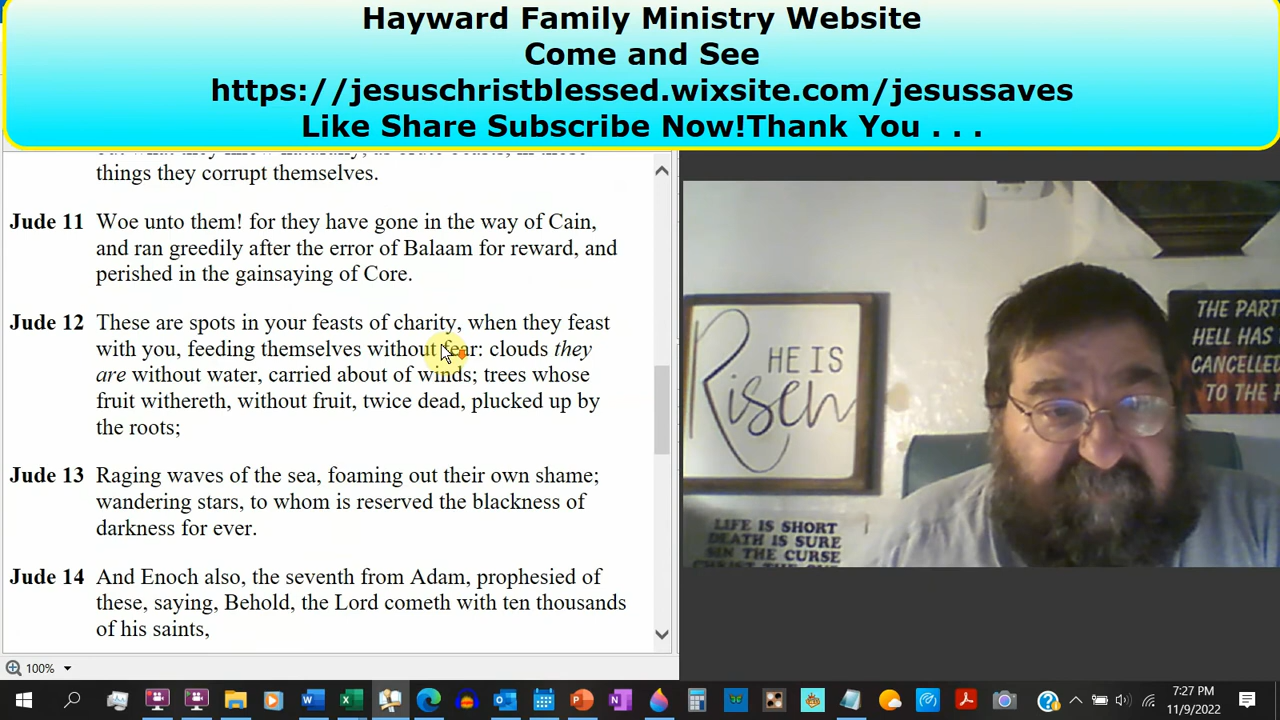 Hayward Family Ministry Website
Come and See
https://jesuschristblessed.wixsite.com/jesussaves
Like Share Subscribe Now!Thank You . . .
things they corrupt themselves.
Jude 11 Woe unto them! for they have gone in the way of Cain,
and ran greedily after the error of Balaam for reward, and
perished in the gainsaying of Core.
Jude 12 These are spots in your feasts of charity, when they feast
with you, feeding themselves without fear: clouds they
are without water, carried about of winds; trees whose
fruit withereth, without fruit, twice dead, plucked up by
the roots;
Jude 13 Raging waves of the sea, foaming out their own shame;
wandering stars, to whom is reserved the blackness of
darkness for ever.
Jude 14 And Enoch also, the seventh from Adam, prophesied of
these, saying, Behold, the Lord cometh with ten thousands
of his saints,
HE IS
Risen
THE PART
HELL HAS
CANCELLED
TO THE
LIFE IS SHORT
DEATH IS SURE
SIN THE CURSE
100%
7:27 PM
11/9/2022